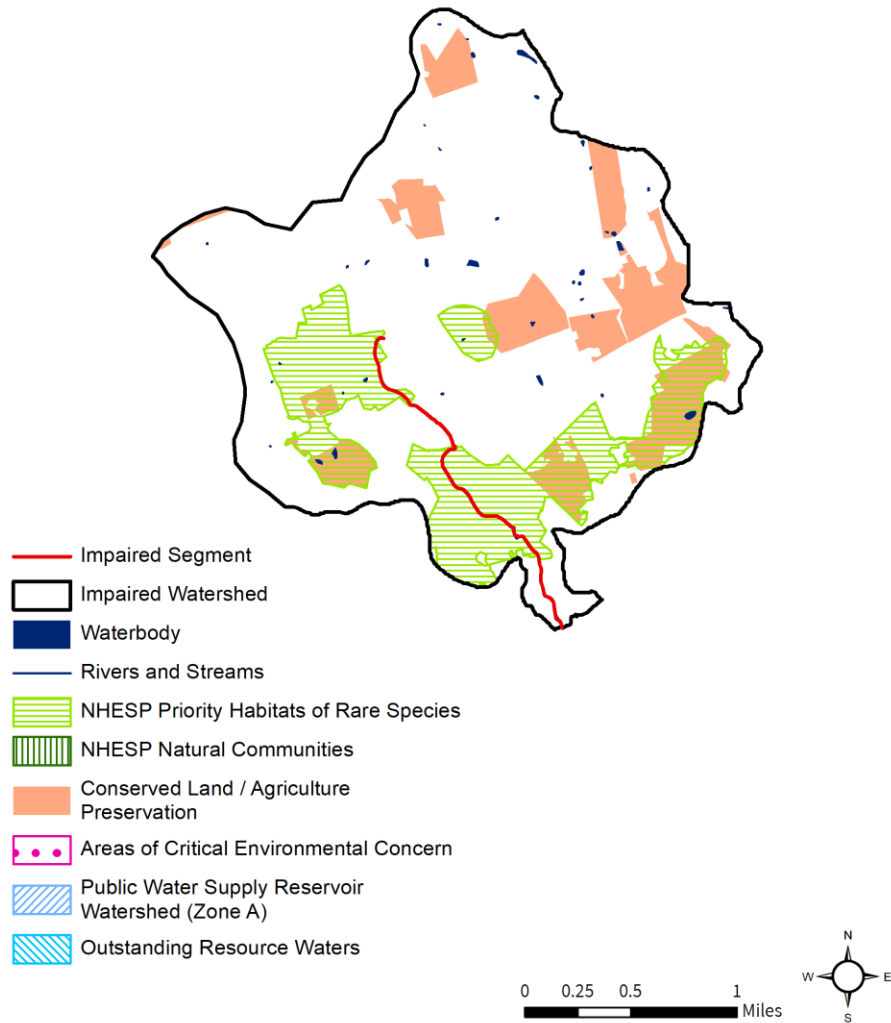 Impaired Segment
Impaired Watershed
Waterbody
Rivers and Streams
NHESP Priority Habitats of Rare Species
NHESP Natural Communities
Conserved Land / Agriculture
Preservation
Areas of Critical Environmental Concern
Public Water Supply Reservoir
Watershed (Zone A)
Outstanding Resource Waters
N
W E
S
0 0.25 0.5 1
Miles